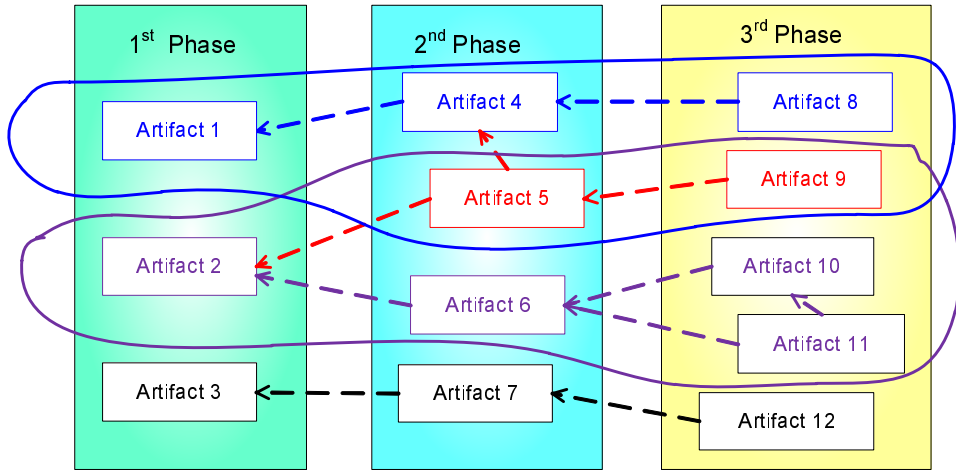 1st Phase
Artifact 1
Artifact 2
Artifact 3
2nd Phase
Artifact 4
Artifact 5
Artifact 6
Artifact 7
3rd Phase
Artifact 8
Artifact 9
Artifact 10
Artifact 11
Artifact 12